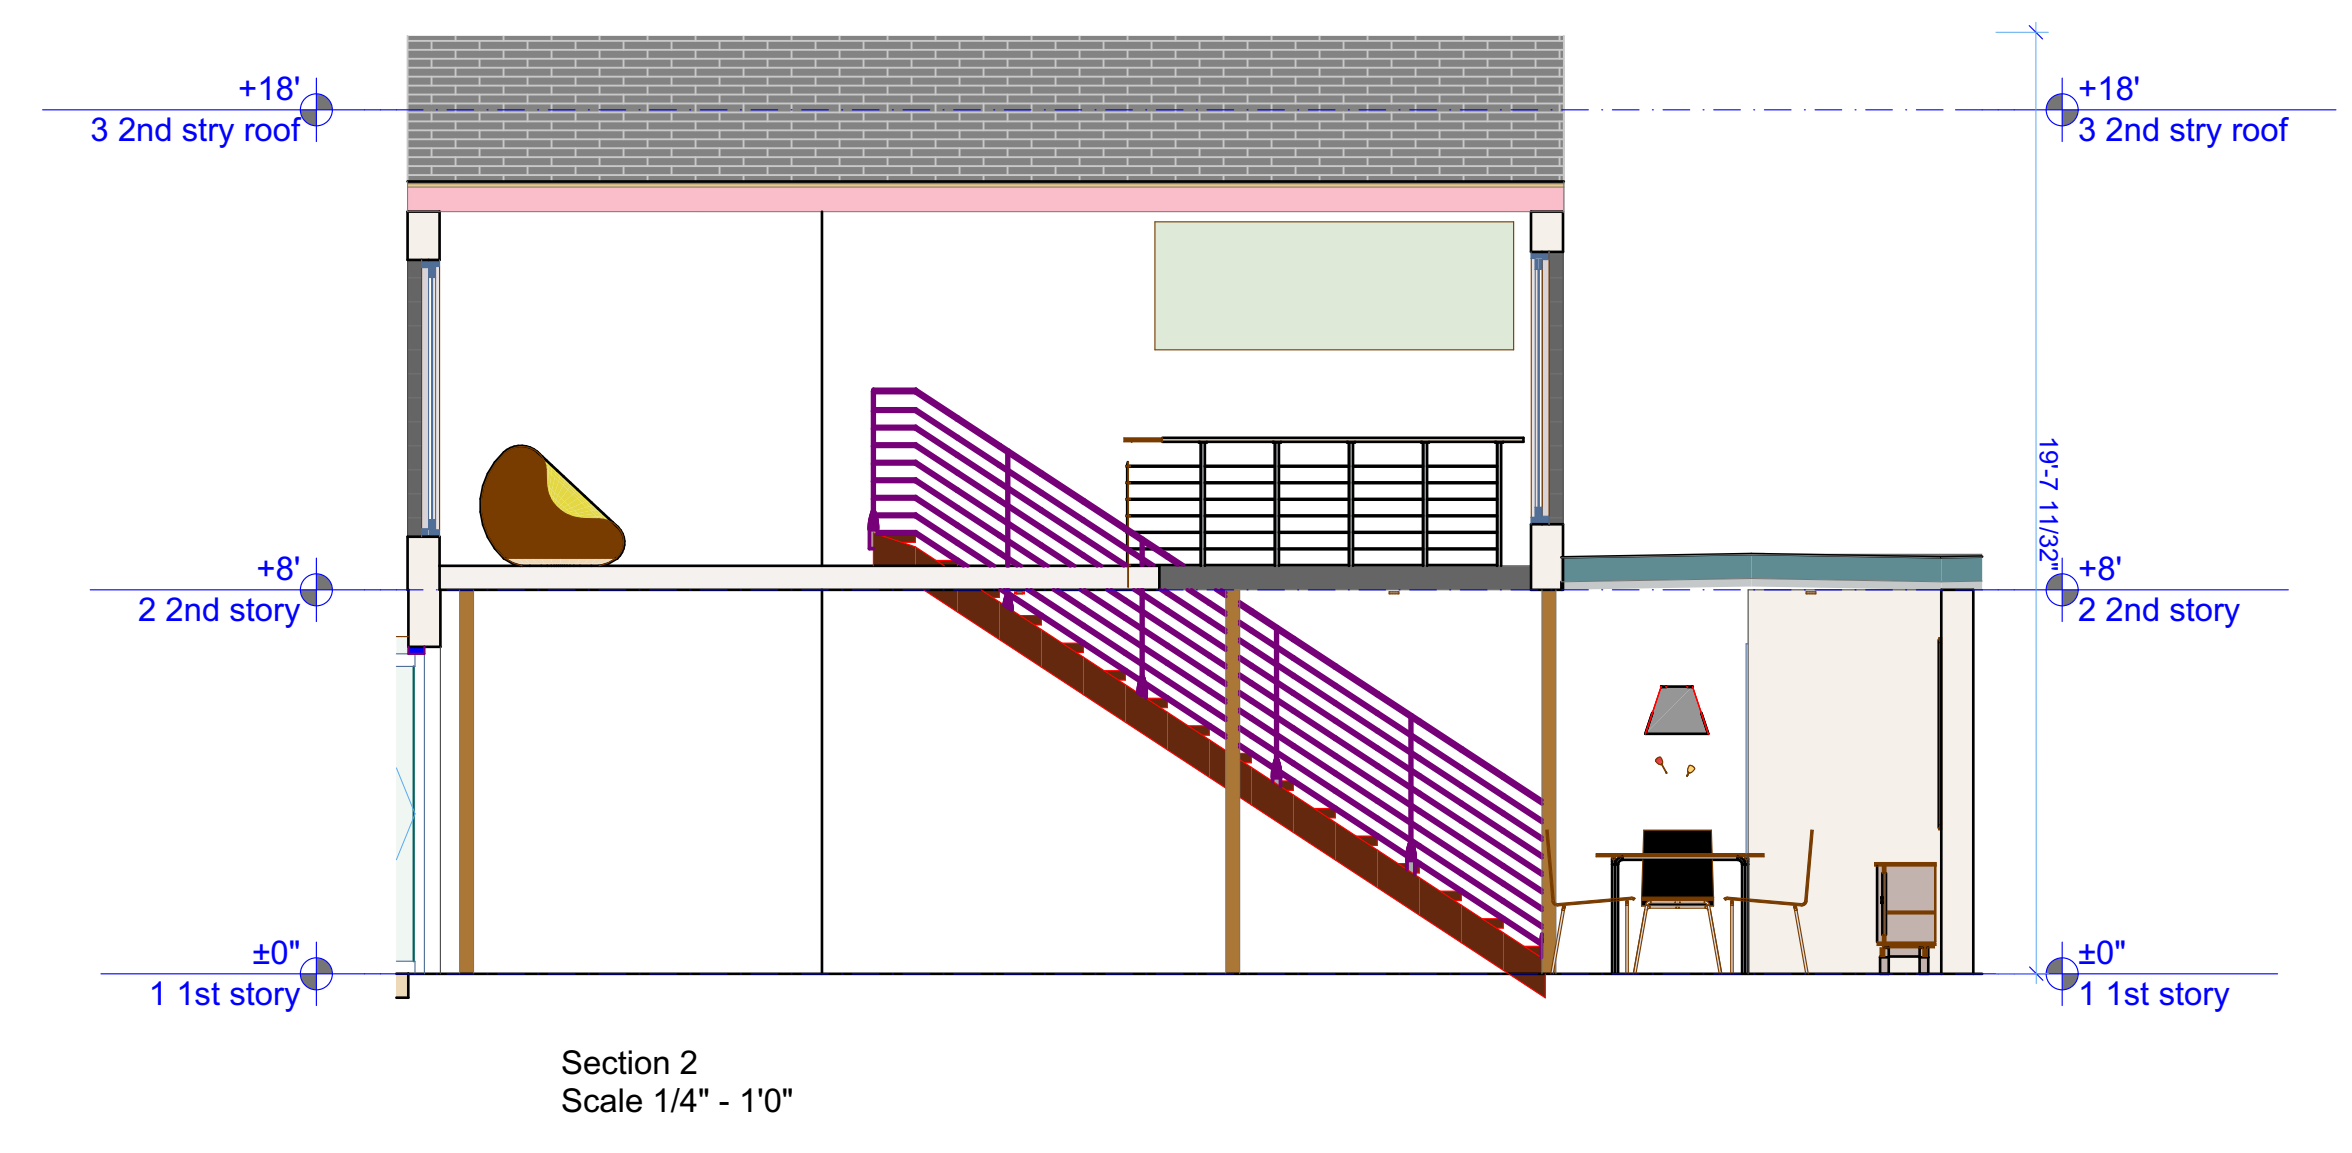 +18'
3 2nd stry roof
+18'
3 2nd stry roof
19'-7 11/32"
+8'
2 2nd story
+8'
2 2nd story
±0"
1 1st story
±0"
1 1st story
Section 2
Scale 1/4" - 1'0"